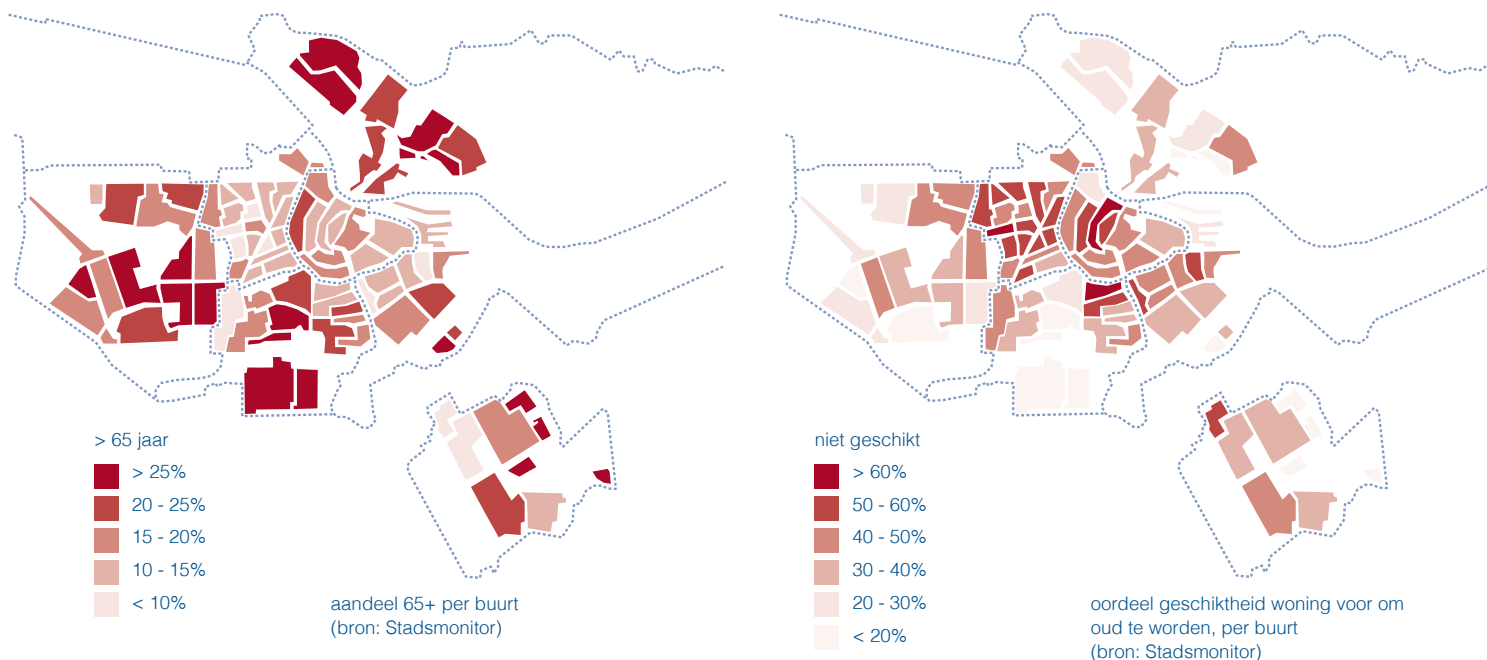 > 65 jaar
> 25%
20 - 25%
15 - 20%
10 - 15%
< 10%
aandeel 65+ per buurt
(bron: Stadsmonitor)
niet geschikt
> 60%
50 - 60%
40 - 50%
30 - 40%
20 - 30%
< 20%
oordeel geschiktheid woning voor om
oud te worden, per buurt
(bron: Stadsmonitor)